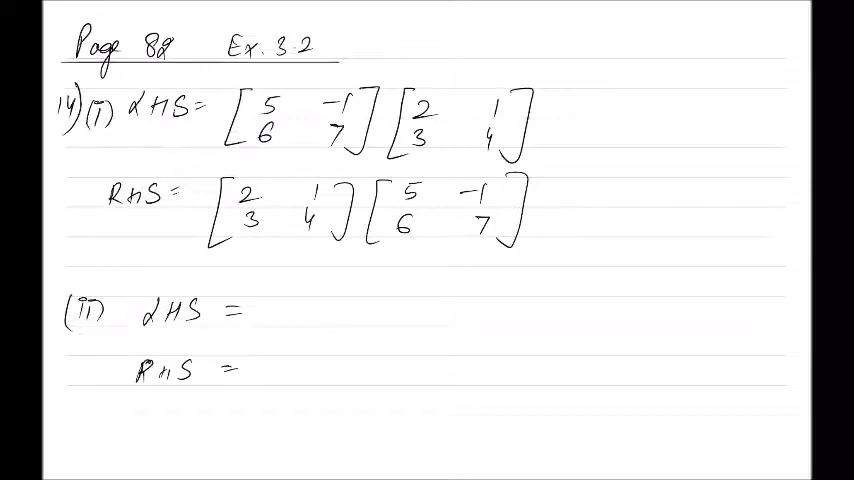 Page 82 Ex. 3.2
14) (i) LHS = [ 5 -1 ] [ 2 1 ]
6 7 3 4
RHS = [ 2 1 ] [ 5 -1 ]
3 4 6 7
(ii) LHS =
RHS =